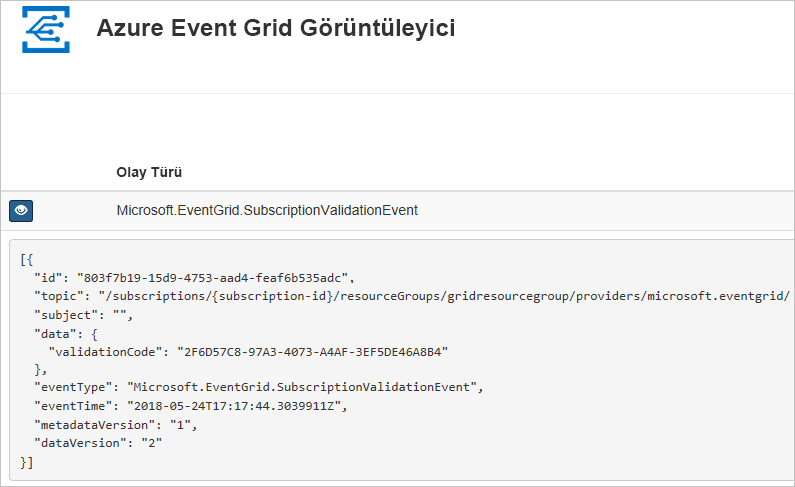 Azure Event Grid Görüntüleyici
Olay Türü
Microsoft.EventGrid.SubscriptionValidationEvent
[{
  "id": "803f7b19-15d9-4753-aad4-feaf6b535adc",
  "topic": "/subscriptions/{subscription-id}/resourceGroups/gridresourcegroup/providers/microsoft.eventgrid/
  "subject": "",
  "data": {
    "validationCode": "2F6D57C8-97A3-4073-A4AF-3EF5DE46A8B4"
  },
  "eventType": "Microsoft.EventGrid.SubscriptionValidationEvent",
  "eventTime": "2018-05-24T17:17:44.3039911Z",
  "metadataVersion": "1",
  "dataVersion": "2"
}]